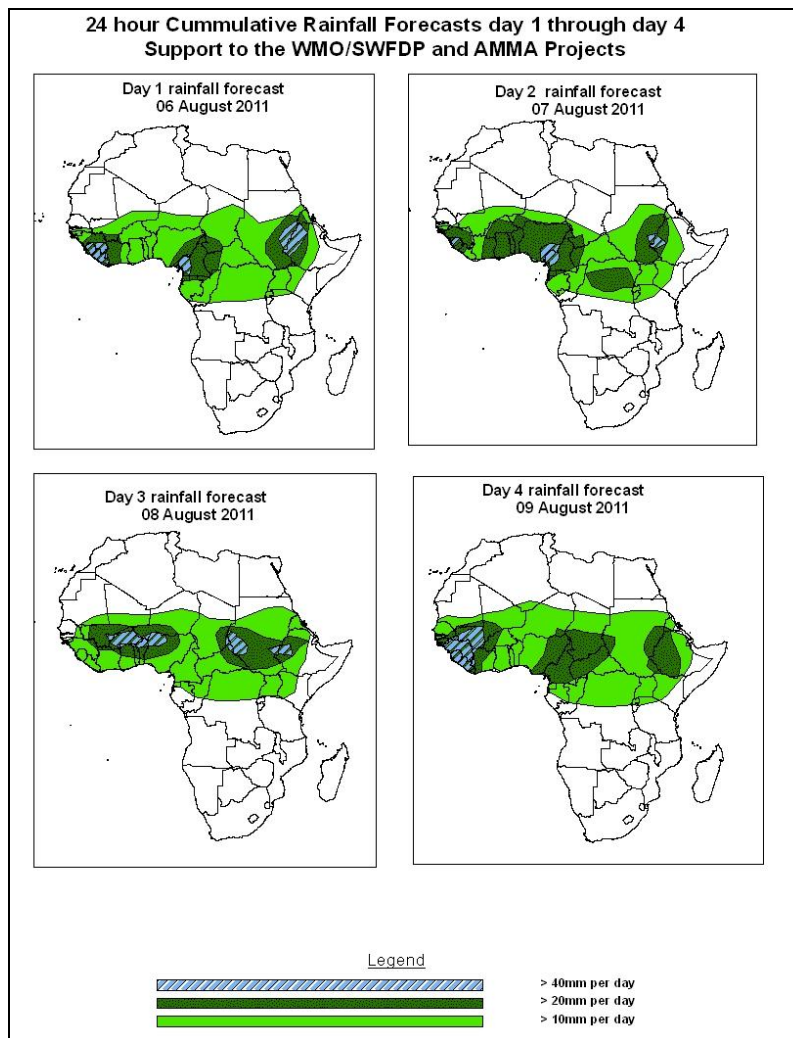 24 hour Cummulative Rainfall Forecasts day 1 through day 4
Support to the WMO/SWFDP and AMMA Projects
Day 1 rainfall forecast
06 August 2011
Day 2 rainfall forecast
07 August 2011
Day 3 rainfall forecast
08 August 2011
Day 4 rainfall forecast
09 August 2011
Legend
> 40mm per day
> 20mm per day
> 10mm per day